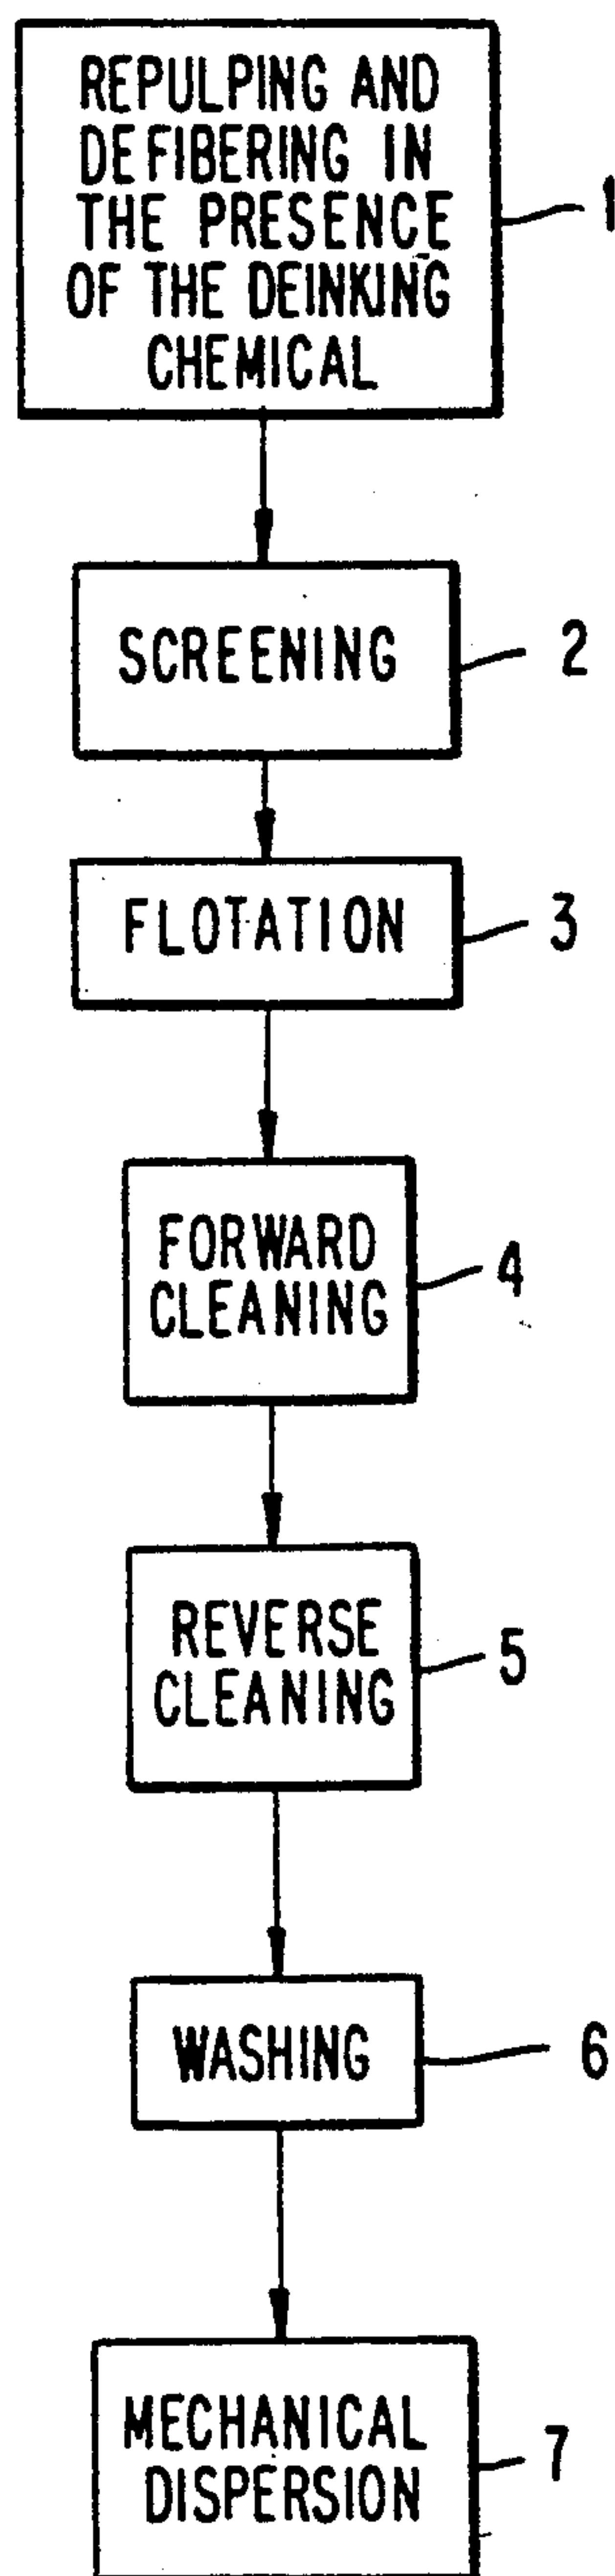 REPULPING AND
DEFIBERING IN
THE PRESENCE
OF THE DEINKING
CHEMICAL
1
SCREENING
2
FLOTATION
3
FORWARD
CLEANING
4
REVERSE
CLEANING
5
WASHING
6
MECHANICAL
DISPERSION
7